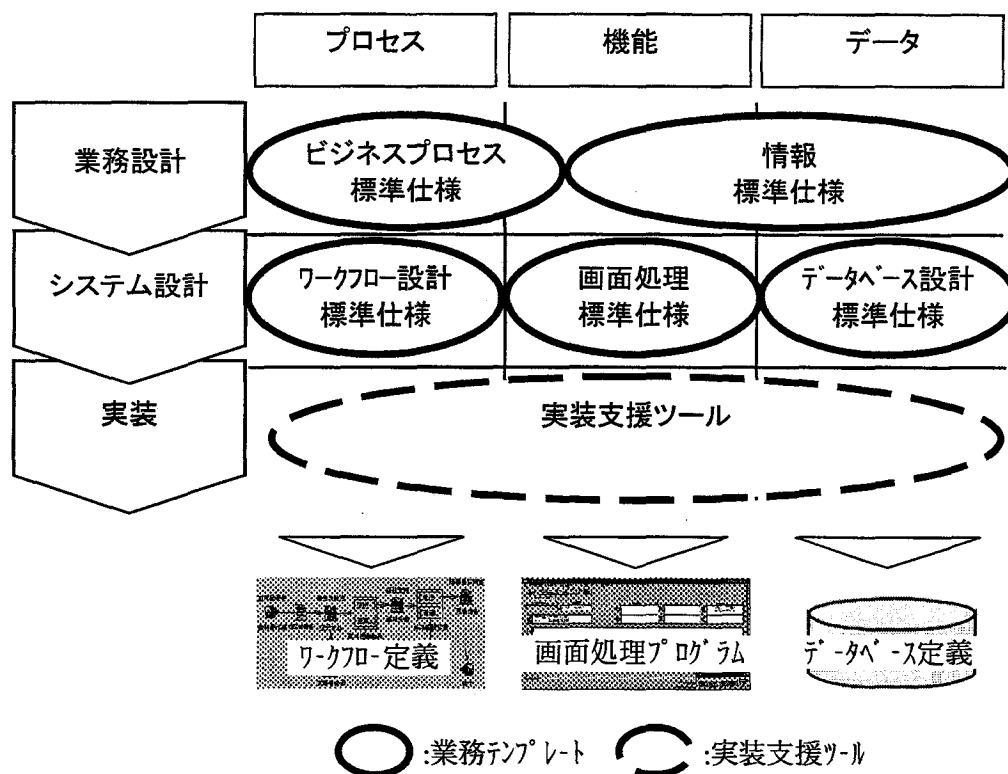 プロセス
機能
データ
業務設計
ビジネスプロセス
標準仕様
情報
標準仕様
システム設計
ワークフロー設計
標準仕様
画面処理
標準仕様
データベース設計
標準仕様
実装
実装支援ツール
ワークフロー定義
画面処理プログラム
データベース定義
:業務テンプレート
:実装支援ツール